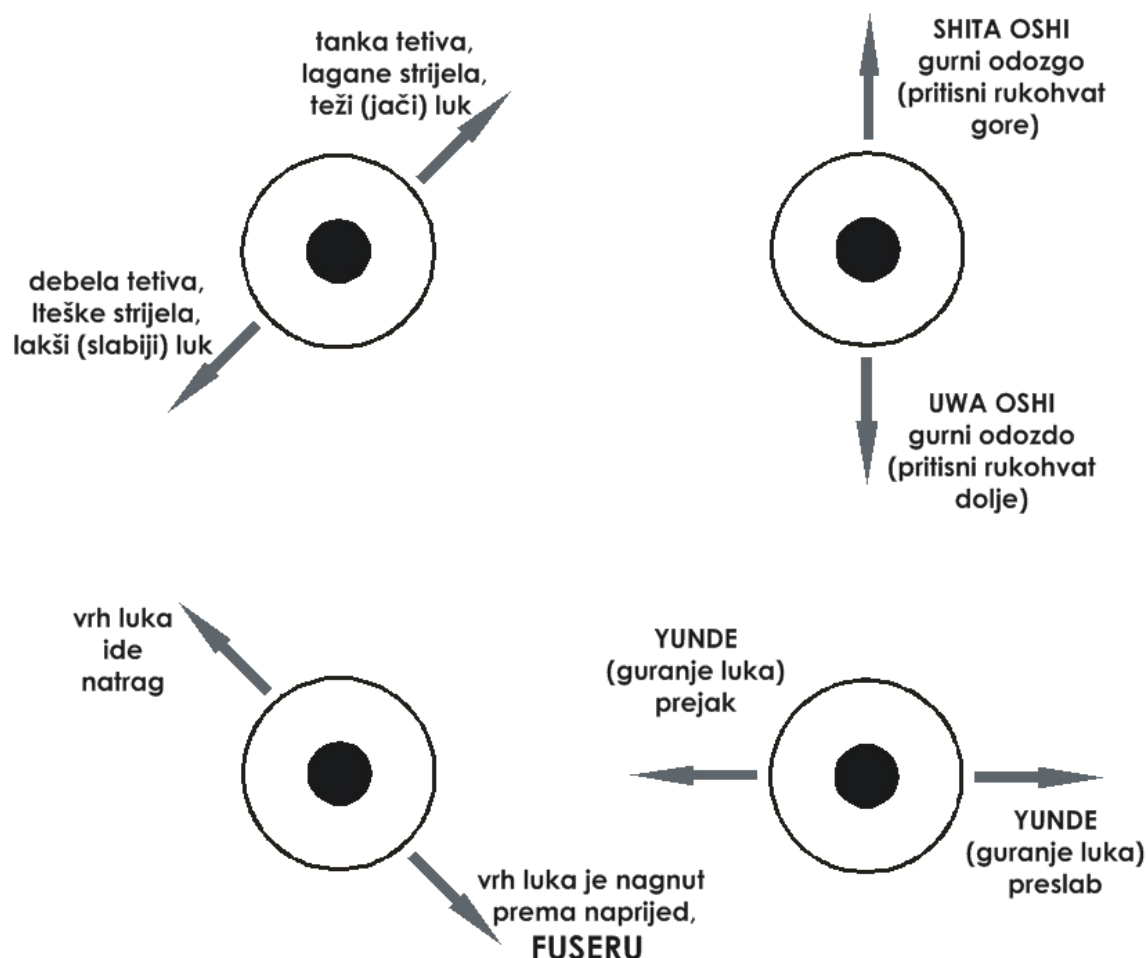 tanka tetiva,
lagane strijela,
teži (jači) luk
debela tetiva,
lteške strijela,
lakši (slabiji) luk
SHITA OSHI
gurni odozgo
(pritisni rukohvat
gore)
UWA OSHI
gurni odozdo
(pritisni rukohvat
dolje)
vrh luka
ide
natrag
vrh luka je nagnut
prema naprijed,
FUSERU
YUNDE
(guranje luka)
prejak
YUNDE
(guranje luka)
preslab